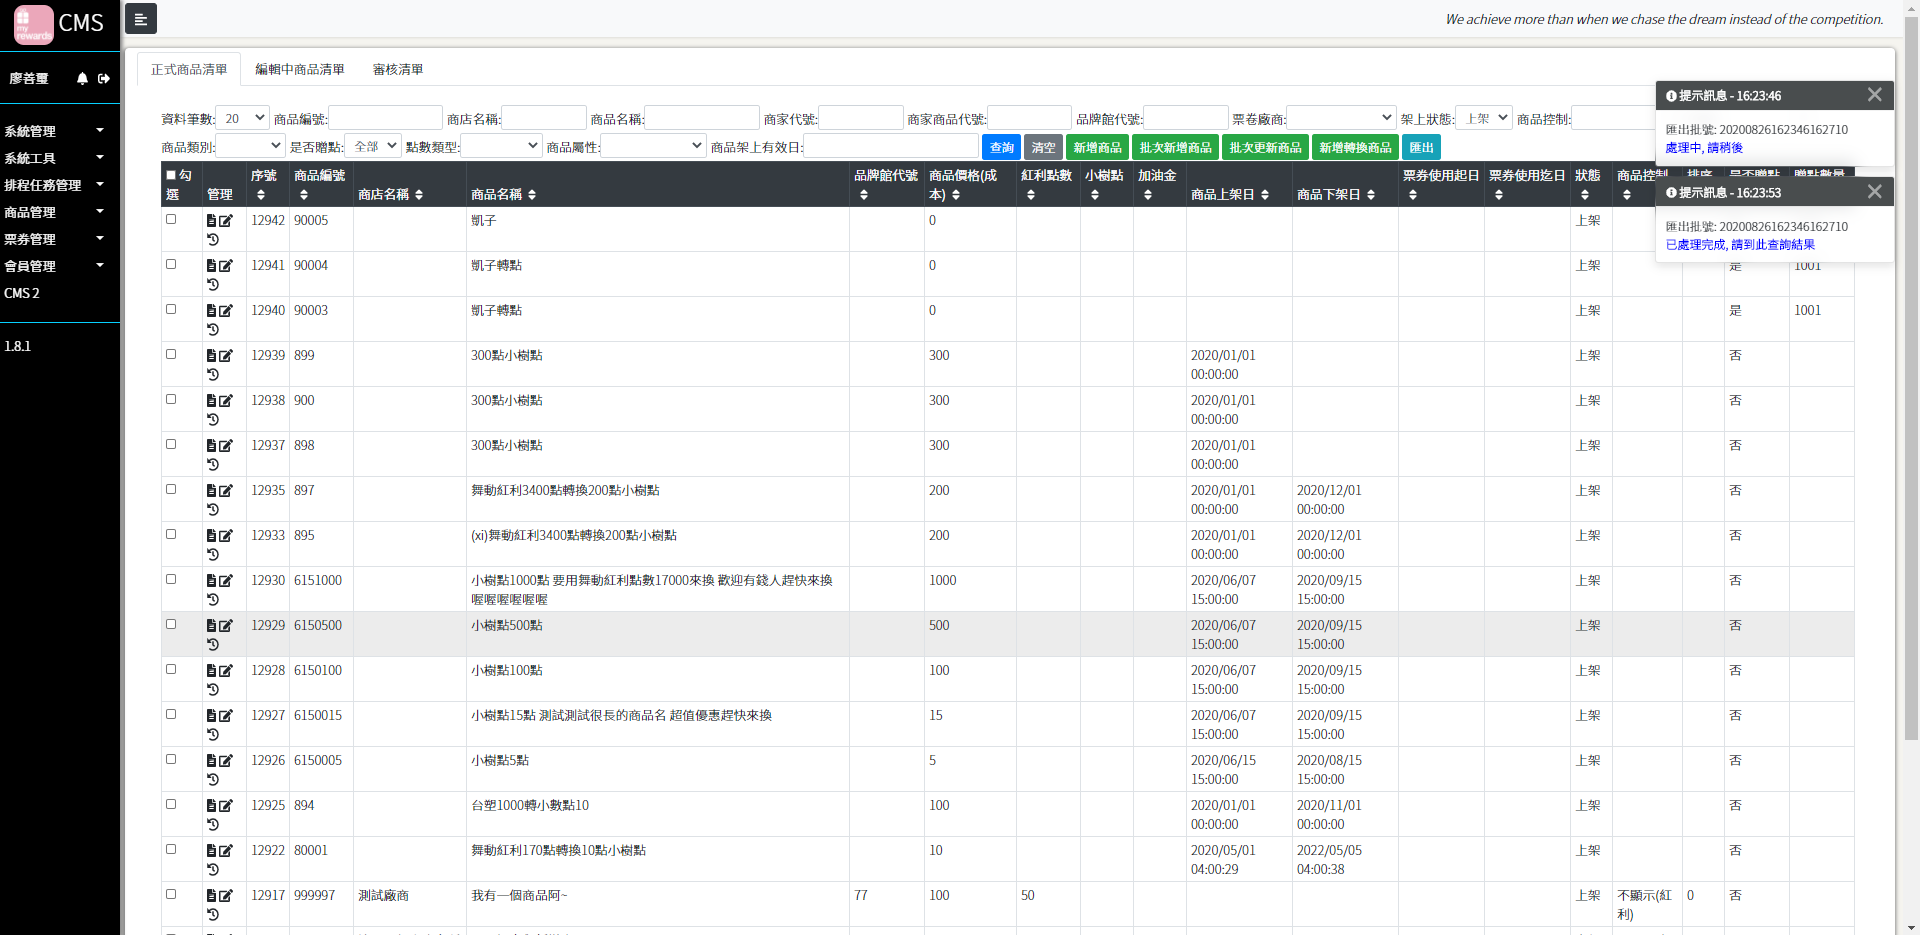 my rewards CMS
We achieve more than when we chase the dream instead of the competition.
廖若璽
系統管理
系統工具
排程任務管理
商品管理
票券管理
會員管理
CMS 2
1.8.1
正式商品清單 編輯中商品清單 審核清單
資料筆數: 20 商品編號: 商店名稱: 商品名稱: 商家代號: 商家商品代號: 品牌館代號: 票卷廠商: 架上狀態: 上架 商品控制:
商品類別: 是否贈點: 全部 點數類型: 商品屬性: 商品架上有效日: 查詢 清空 新增商品 批次新增商品 批次更新商品 新增轉換商品 匯出
提示訊息 - 16:23:46
匯出批號: 20200826162346162710
處理中, 請稍後
提示訊息 - 16:23:53
匯出批號: 20200826162346162710
已處理完成, 請到此查詢結果
勾選 管理 序號 商品編號 商店名稱 商品名稱 品牌館代號 商品價格(成本) 紅利點數 小樹點 加油金 商品上架日 商品下架日 票券使用起日 票券使用迄日 狀態 商品控制 排序 是否贈點 贈點數量
12942 90005 凱子 0 上架
12941 90004 凱子轉點 0 上架 是 1001
12940 90003 凱子轉點 0 上架 是 1001
12939 899 300點小樹點 300 2020/01/01 00:00:00 上架 否
12938 900 300點小樹點 300 2020/01/01 00:00:00 上架 否
12937 898 300點小樹點 300 2020/01/01 00:00:00 上架 否
12935 897 舞動紅利3400點轉換200點小樹點 200 2020/01/01 00:00:00 2020/12/01 00:00:00 上架 否
12933 895 (xi)舞動紅利3400點轉換200點小樹點 200 2020/01/01 00:00:00 2020/12/01 00:00:00 上架 否
12930 6151000 小樹點1000點 要用舞動紅利點數17000來換 歡迎有錢人趕快來換喔喔喔喔喔喔 1000 2020/06/07 15:00:00 2020/09/15 15:00:00 上架 否
12929 6150500 小樹點500點 500 2020/06/07 15:00:00 2020/09/15 15:00:00 上架 否
12928 6150100 小樹點100點 100 2020/06/07 15:00:00 2020/09/15 15:00:00 上架 否
12927 6150015 小樹點15點 測試測試很長的商品名 超值優惠趕快來換 15 2020/06/07 15:00:00 2020/09/15 15:00:00 上架 否
12926 6150005 小樹點5點 5 2020/06/15 15:00:00 2020/08/15 15:00:00 上架 否
12925 894 台塑1000轉小數點10 100 2020/01/01 00:00:00 2020/11/01 00:00:00 上架 否
12922 80001 舞動紅利170點轉換10點小樹點 10 2020/05/01 04:00:29 2022/05/05 04:00:38 上架 否
12917 999997 測試廠商 我有一個商品阿~ 77 100 50 上架 不顯示(紅利) 0 否